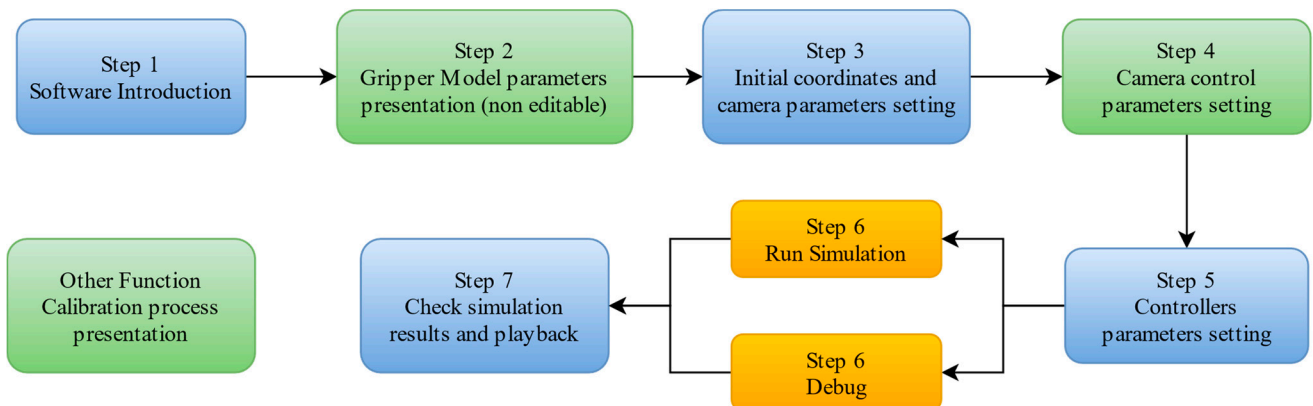 Step 1
Software Introduction
Step 2
Gripper Model parameters
presentation (non editable)
Step 3
Initial coordinates and
camera parameters setting
Step 4
Camera control
parameters setting
Step 5
Controllers
parameters setting
Step 6
Run Simulation
Step 6
Debug
Step 7
Check simulation
results and playback
Other Function
Calibration process
presentation